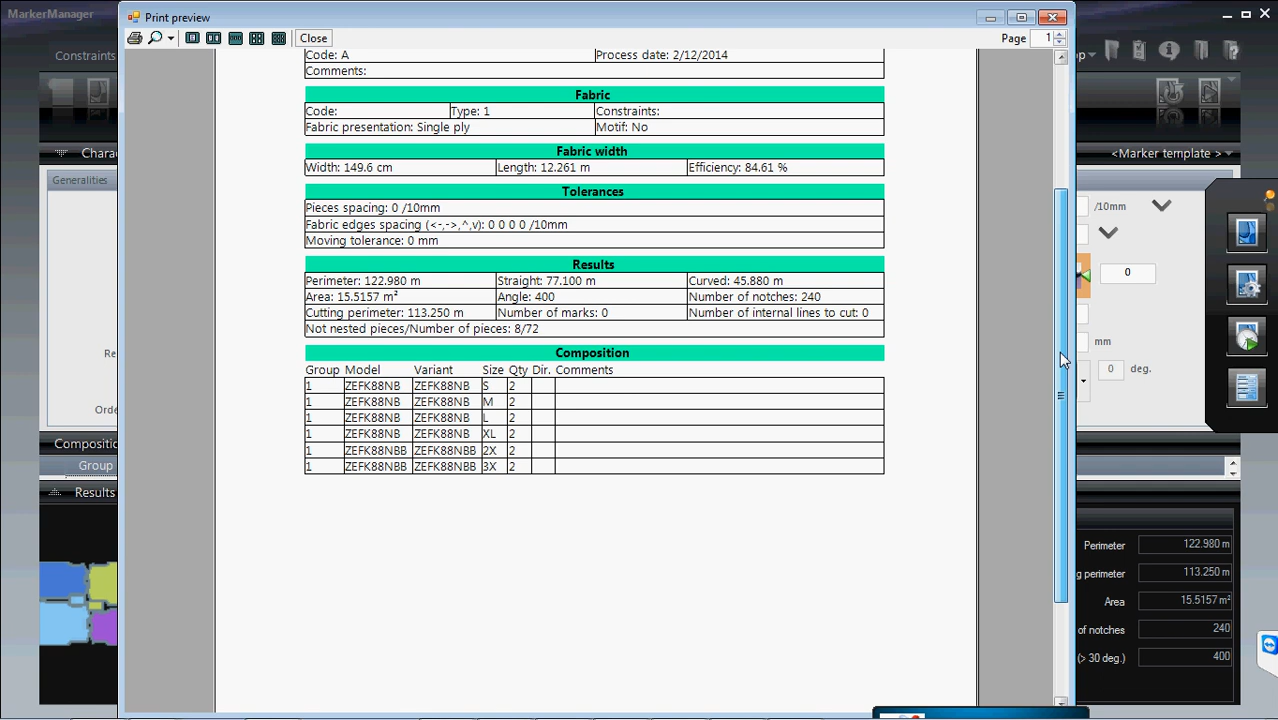 MarkerManager
Print preview
Constraints
Close
Page 1
Code: A Process date: 2/12/2014
Comments:
Fabric
Code: Type: 1 Constraints:
Fabric presentation: Single ply Motif: No
Fabric width
Width: 149.6 cm Length: 12.261 m Efficiency: 84.61 %
Tolerances
Pieces spacing: 0 /10mm
Fabric edges spacing (<-,->,^,v): 0 0 0 0 /10mm
Moving tolerance: 0 mm
Results
Perimeter: 122.980 m Straight: 77.100 m Curved: 45.880 m
Area: 15.5157 m² Angle: 400 Number of notches: 240
Cutting perimeter: 113.250 m Number of marks: 0 Number of internal lines to cut: 0
Not nested pieces/Number of pieces: 8/72
Composition
Group Model Variant Size Qty Dir. Comments
1 ZEFK88NB ZEFK88NB S 2
1 ZEFK88NB ZEFK88NB M 2
1 ZEFK88NB ZEFK88NB L 2
1 ZEFK88NB ZEFK88NB XL 2
1 ZEFK88NBB ZEFK88NBB 2X 2
1 ZEFK88NBB ZEFK88NBB 3X 2
Chara
Generalities
Re
Orde
Compositio
Group
Results
<Marker template >
/10mm
0
mm
0 deg.
Perimeter 122.980 m
g perimeter 113.250 m
Area 15.5157 m²
of notches 240
(> 30 deg.) 400